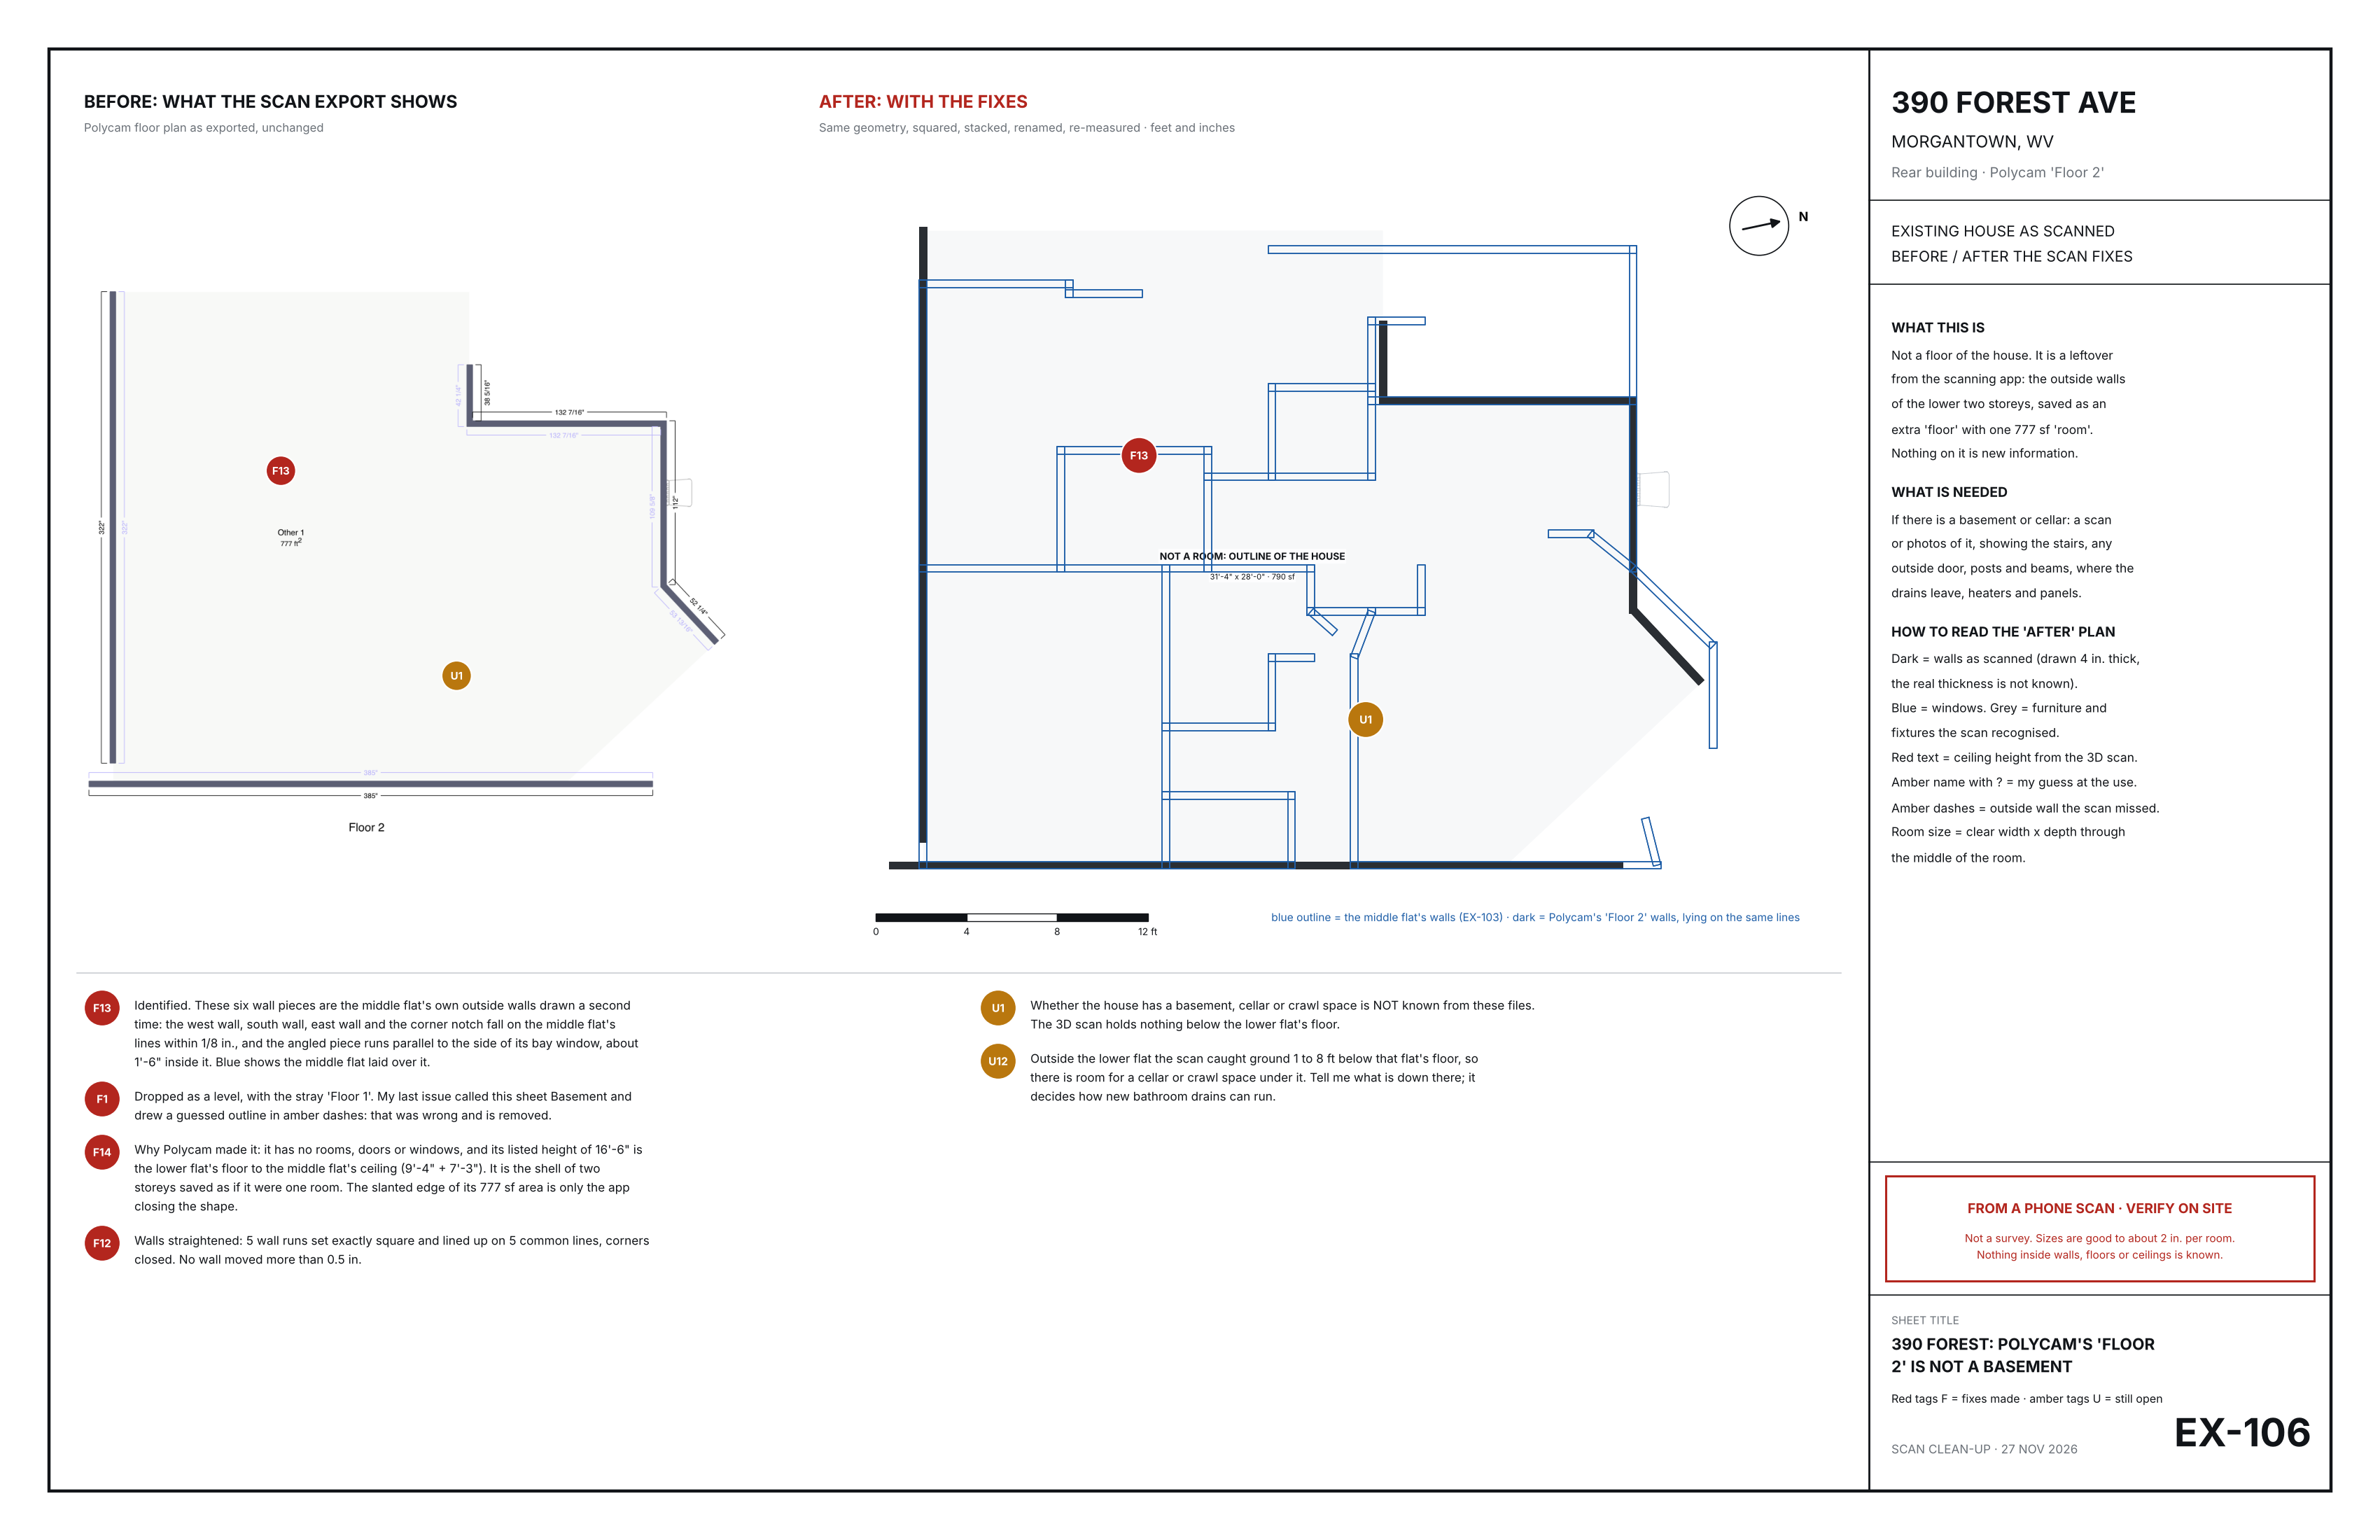 BEFORE: WHAT THE SCAN EXPORT SHOWS
Polycam floor plan as exported, unchanged
322"
322"
42 1/4"
38 5/16"
132 7/16"
132 7/16"
109 5/8"
112"
52 1/4"
53 13/16"
F13
Other 1
777 ft2
U1
385"
385"
Floor 2
AFTER: WITH THE FIXES
Same geometry, squared, stacked, renamed, re-measured · feet and inches
N
F13
NOT A ROOM: OUTLINE OF THE HOUSE
31'-4" x 28'-0" · 790 sf
U1
0
4
8
12 ft
blue outline = the middle flat's walls (EX-103) · dark = Polycam's 'Floor 2' walls, lying on the same lines
F13
Identified. These six wall pieces are the middle flat's own outside walls drawn a second
time: the west wall, south wall, east wall and the corner notch fall on the middle flat's
lines within 1/8 in., and the angled piece runs parallel to the side of its bay window, about
1'-6" inside it. Blue shows the middle flat laid over it.
F1
Dropped as a level, with the stray 'Floor 1'. My last issue called this sheet Basement and
drew a guessed outline in amber dashes: that was wrong and is removed.
F14
Why Polycam made it: it has no rooms, doors or windows, and its listed height of 16'-6" is
the lower flat's floor to the middle flat's ceiling (9'-4" + 7'-3"). It is the shell of two
storeys saved as if it were one room. The slanted edge of its 777 sf area is only the app
closing the shape.
F12
Walls straightened: 5 wall runs set exactly square and lined up on 5 common lines, corners
closed. No wall moved more than 0.5 in.
U1
Whether the house has a basement, cellar or crawl space is NOT known from these files.
The 3D scan holds nothing below the lower flat's floor.
U12
Outside the lower flat the scan caught ground 1 to 8 ft below that flat's floor, so
there is room for a cellar or crawl space under it. Tell me what is down there; it
decides how new bathroom drains can run.
390 FOREST AVE
MORGANTOWN, WV
Rear building · Polycam 'Floor 2'
EXISTING HOUSE AS SCANNED
BEFORE / AFTER THE SCAN FIXES
WHAT THIS IS
Not a floor of the house. It is a leftover
from the scanning app: the outside walls
of the lower two storeys, saved as an
extra 'floor' with one 777 sf 'room'.
Nothing on it is new information.
WHAT IS NEEDED
If there is a basement or cellar: a scan
or photos of it, showing the stairs, any
outside door, posts and beams, where the
drains leave, heaters and panels.
HOW TO READ THE 'AFTER' PLAN
Dark = walls as scanned (drawn 4 in. thick,
the real thickness is not known).
Blue = windows. Grey = furniture and
fixtures the scan recognised.
Red text = ceiling height from the 3D scan.
Amber name with ? = my guess at the use.
Amber dashes = outside wall the scan missed.
Room size = clear width x depth through
the middle of the room.
FROM A PHONE SCAN · VERIFY ON SITE
Not a survey. Sizes are good to about 2 in. per room.
Nothing inside walls, floors or ceilings is known.
SHEET TITLE
390 FOREST: POLYCAM'S 'FLOOR
2' IS NOT A BASEMENT
Red tags F = fixes made · amber tags U = still open
EX-106
SCAN CLEAN-UP · 27 NOV 2026